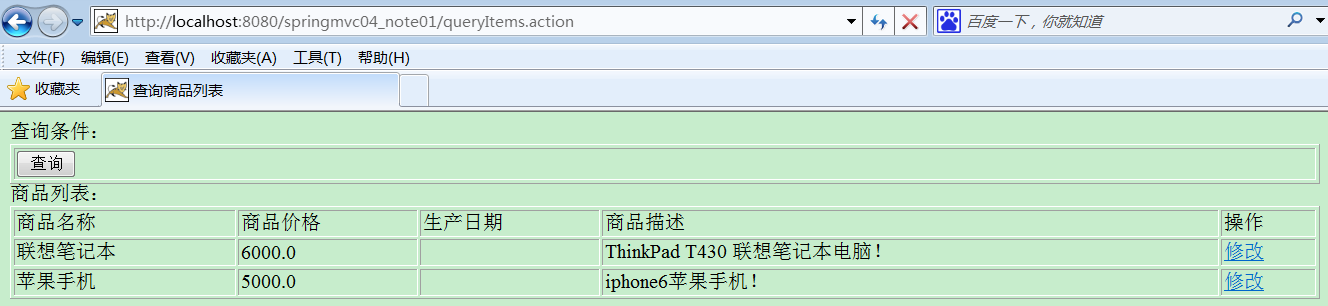 http://localhost:8080/springmvc04_note01/queryItems.action 百度一下，你就知道
文件(F) 编辑(E) 查看(V) 收藏夹(A) 工具(T) 帮助(H)
收藏夹 查询商品列表
查询条件：
查询
商品列表：
商品名称 商品价格 生产日期 商品描述 操作
联想笔记本 6000.0 ThinkPad T430 联想笔记本电脑！ 修改
苹果手机 5000.0 iphone6苹果手机！ 修改